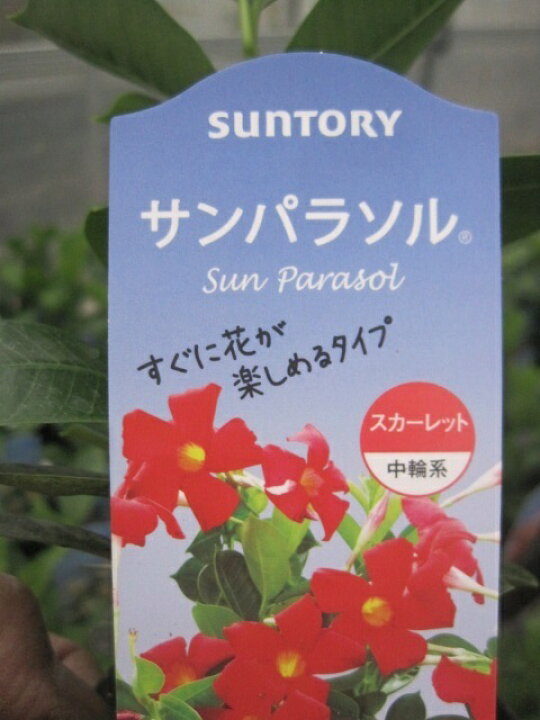 SUNTORY
サンパラソル®
Sun Parasol
すぐに花が
楽しめるタイプ
スカーレット
中輪系